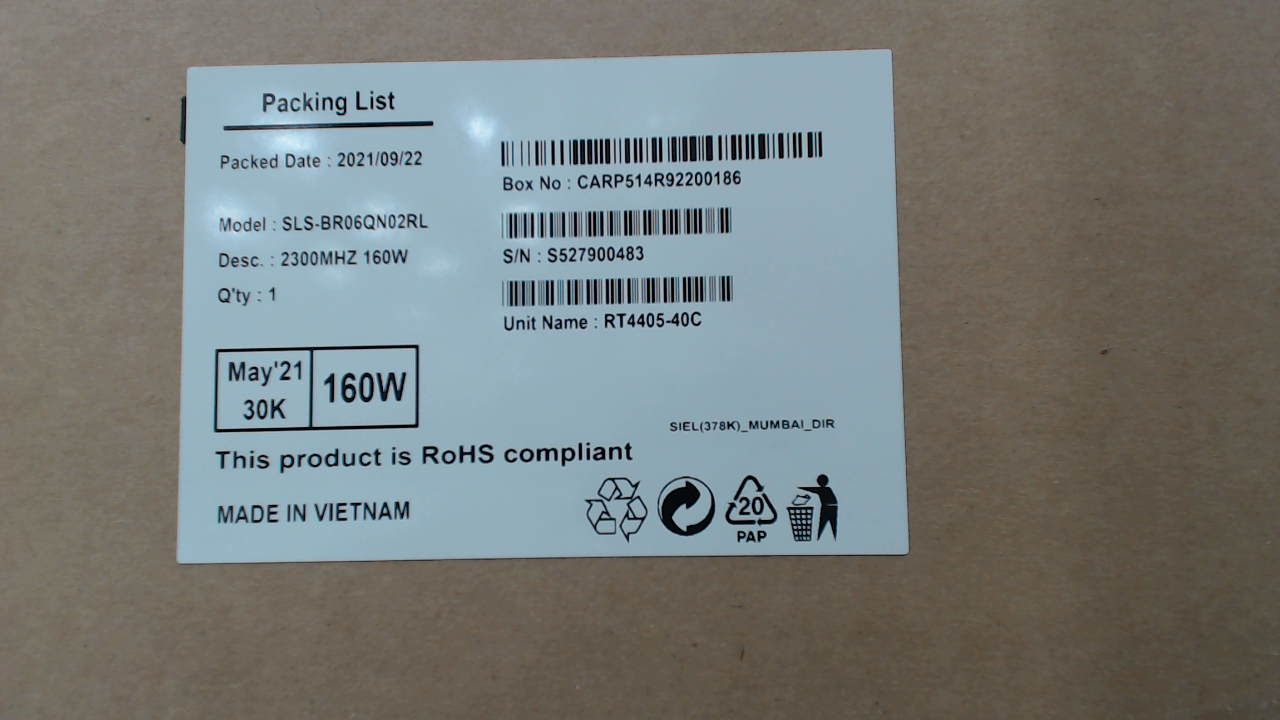 Packing List
Packed Date : 2021/09/22
Box No : CARP514R92200186
Model : SLS-BR06QN02RL
Desc. : 2300MHZ 160W
S/N : S527900483
Q'ty : 1
Unit Name : RT4405-40C
May'21
30K
160W
SIEL(378K)_MUMBAI_DIR
This product is RoHS compliant
MADE IN VIETNAM
20
PAP